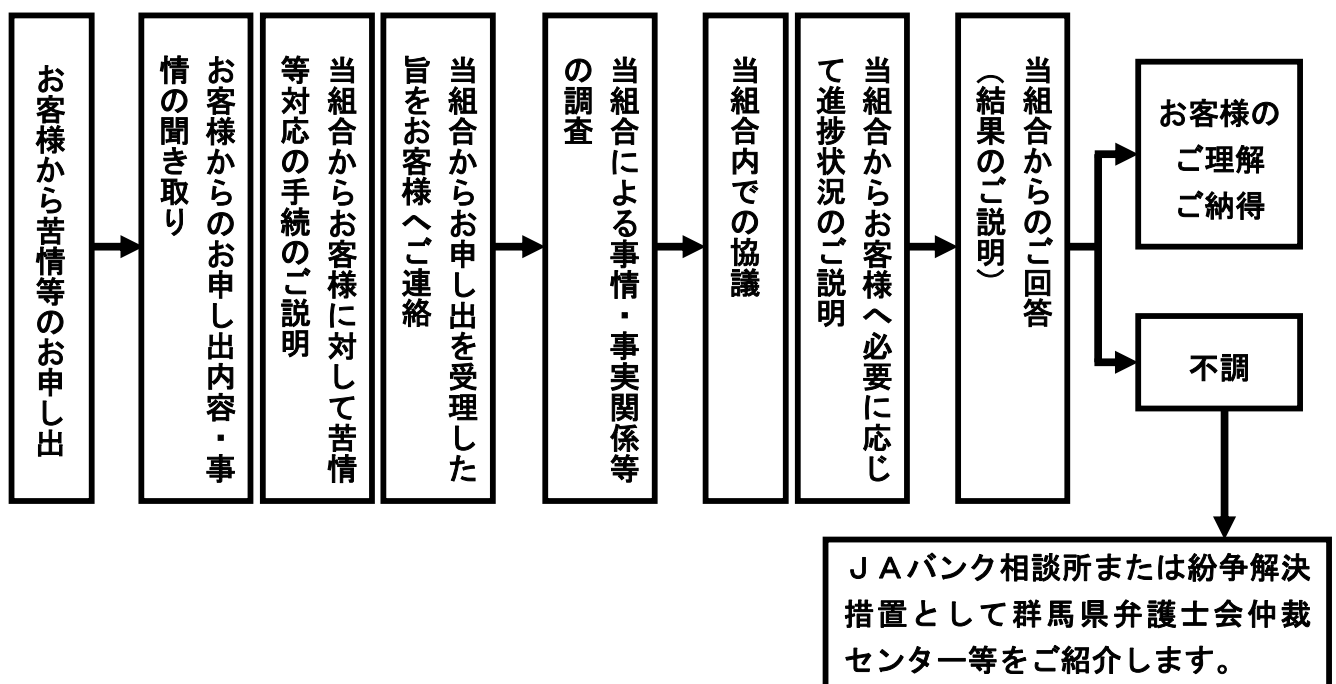 お客様から苦情等のお申し出
お客様からのお申し出内容・事
情の聞き取り
当組合からお客様に対して苦情
等対応の手続のご説明
当組合からお申し出を受理した
旨をお客様へご連絡
当組合による事情・事実関係等
の調査
当組合内での協議
当組合からお客様へ必要に応じ
て進捗状況のご説明
当組合からのご回答
（結果のご説明）
お客様の
ご理解
ご納得
不調
ＪＡバンク相談所または紛争解決
措置として群馬県弁護士会仲裁
センター等をご紹介します。